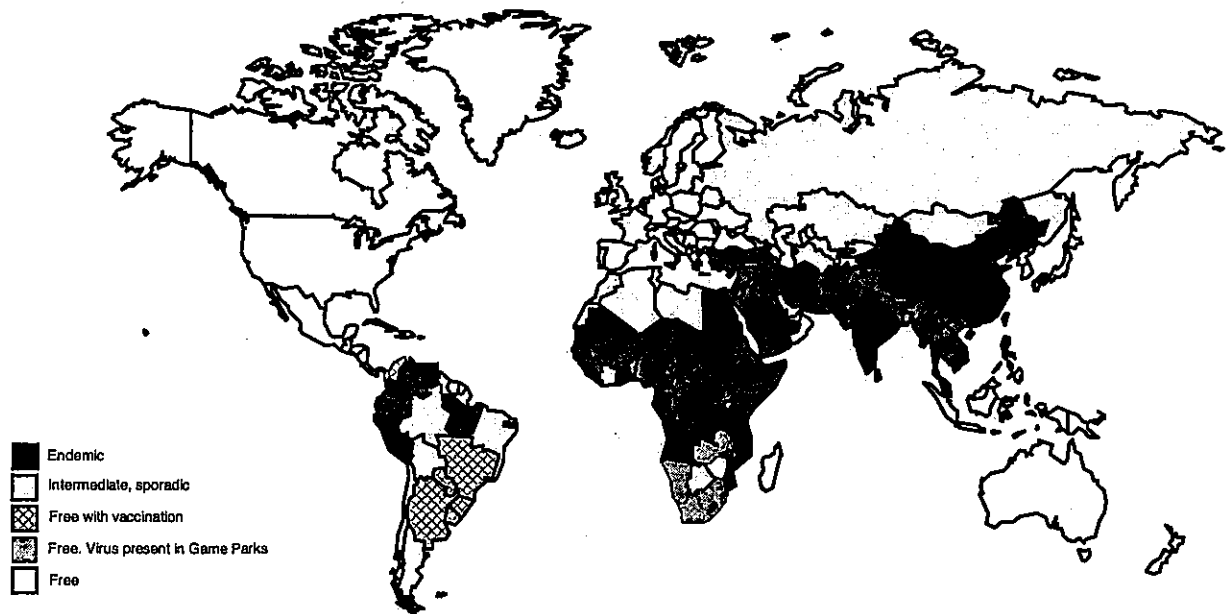 Endemic
Intermediate, sporadic
Free with vaccination
Free. Virus present in Game Parks
Free